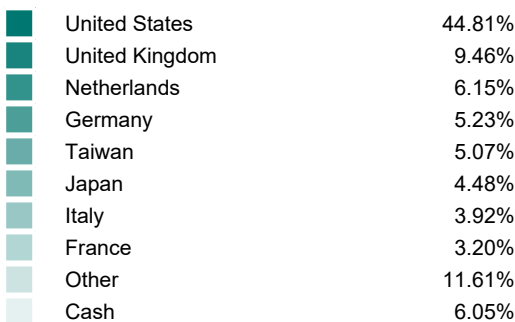 United States 44.81%
United Kingdom 9.46%
Netherlands 6.15%
Germany 5.23%
Taiwan 5.07%
Japan 4.48%
Italy 3.92%
France 3.20%
Other 11.61%
Cash 6.05%